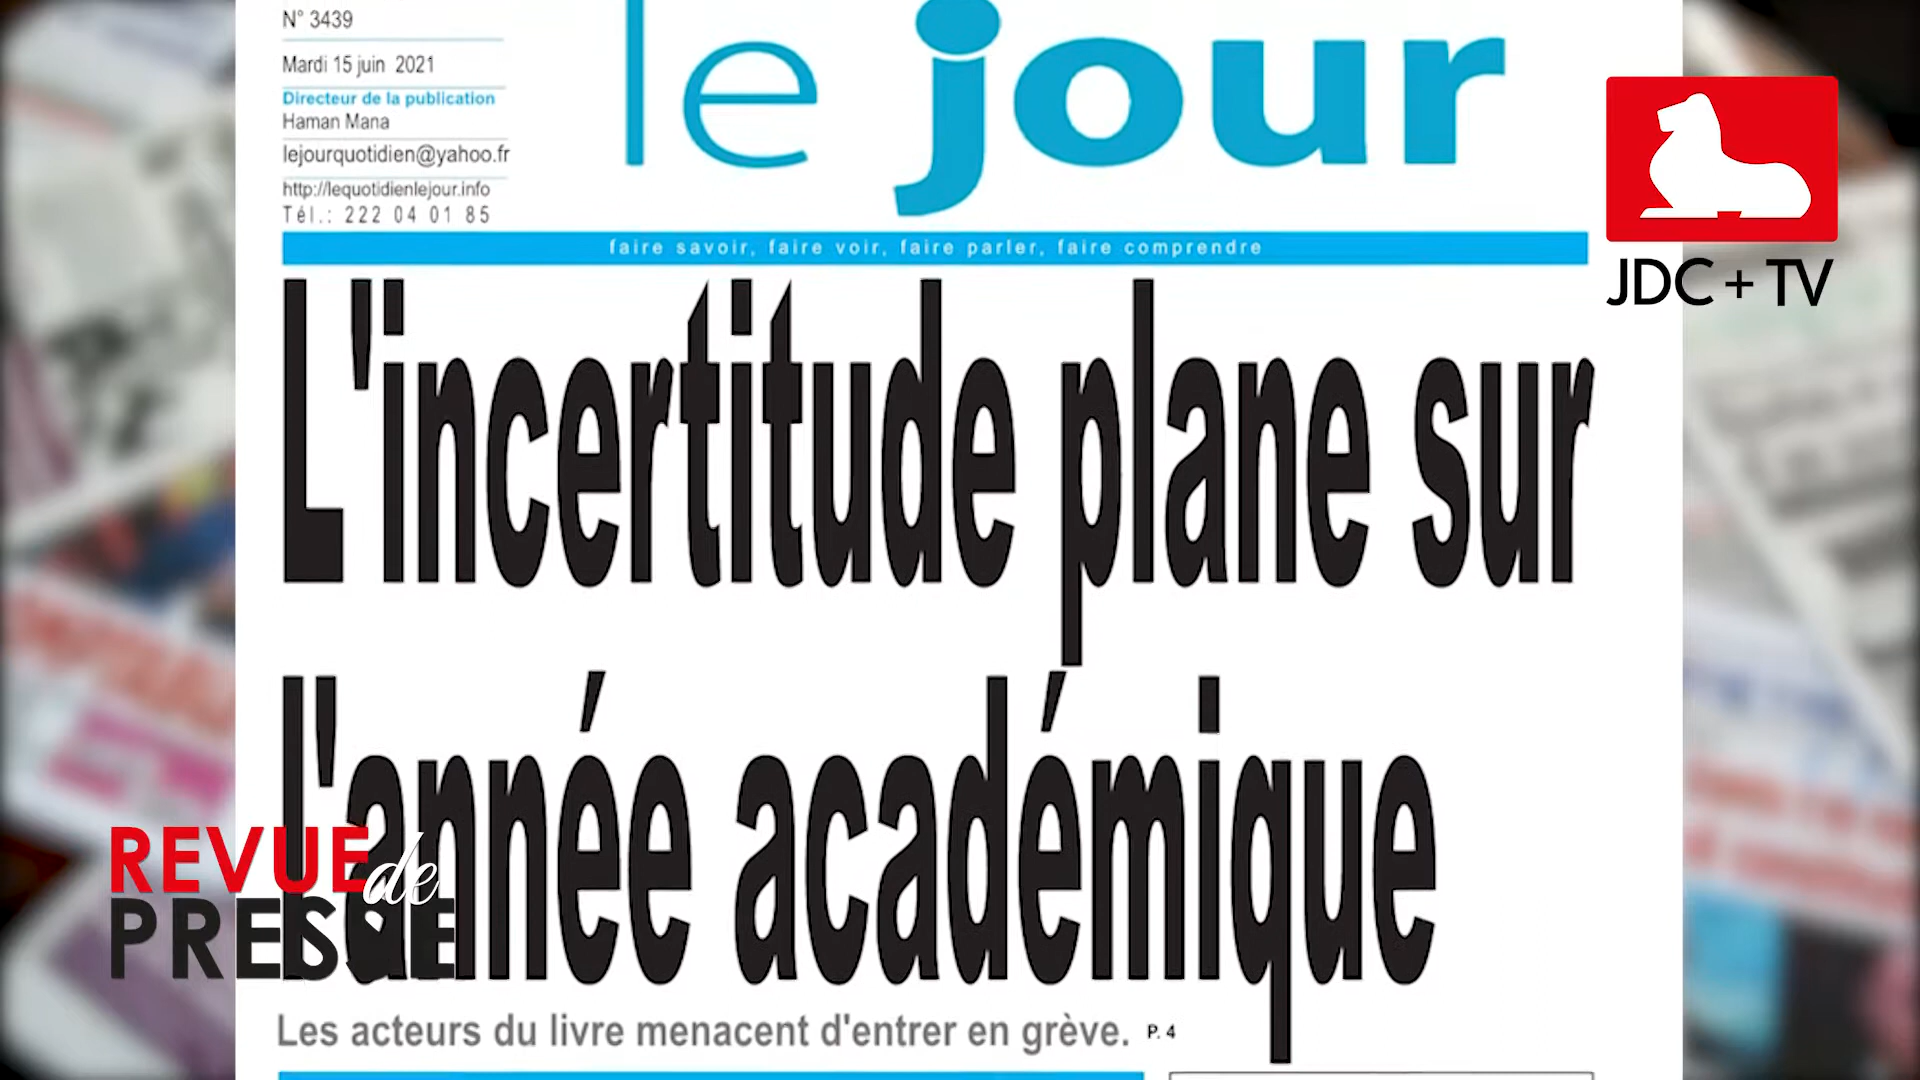 N° 3439
Mardi 15 juin 2021
Directeur de la publication
Haman Mana
lejourquotidien@yahoo.fr
http://lequotidienlejour.info
Tél.: 222 04 01 85
le jour
faire savoir, faire voir, faire parler, faire comprendre
JDC + TV
L'incertitude plane sur
l'année académique
REVUE de
PRESSE
Les acteurs du livre menacent d'entrer en grève. P. 4